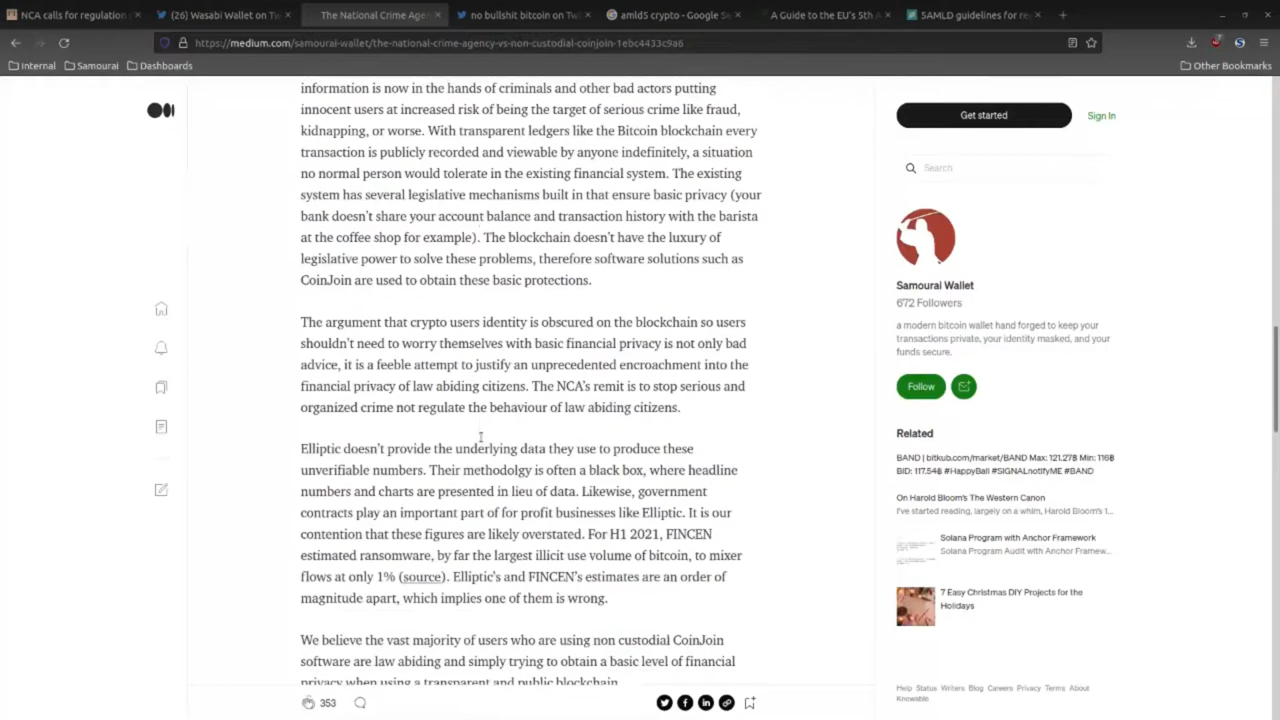 NCA calls for regulation
(26) Wasabi Wallet on Tw
The National Crime Agen
no bullshit bitcoin on Tw
amld5 crypto - Google Se
A Guide to the EU's 5th A
5AMLD guidelines for re
https://medium.com/samourai-wallet/the-national-crime-agency-vs-non-custodial-coinjoin-1ebc4433c9a6
Internal
Samourai
Dashboards
Other Bookmarks
information is now in the hands of criminals and other bad actors putting
innocent users at increased risk of being the target of serious crime like fraud,
kidnapping, or worse. With transparent ledgers like the Bitcoin blockchain every
transaction is publicly recorded and viewable by anyone indefinitely, a situation
no normal person would tolerate in the existing financial system. The existing
system has several legislative mechanisms built in that ensure basic privacy (your
bank doesn't share your account balance and transaction history with the barista
at the coffee shop for example). The blockchain doesn't have the luxury of
legislative power to solve these problems, therefore software solutions such as
CoinJoin are used to obtain these basic protections.
The argument that crypto users identity is obscured on the blockchain so users
shouldn't need to worry themselves with basic financial privacy is not only bad
advice, it is a feeble attempt to justify an unprecedented encroachment into the
financial privacy of law abiding citizens. The NCA's remit is to stop serious and
organized crime not regulate the behaviour of law abiding citizens.
Elliptic doesn't provide the underlying data they use to produce these
unverifiable numbers. Their methodolgy is often a black box, where headline
numbers and charts are presented in lieu of data. Likewise, government
contracts play an important part of for profit businesses like Elliptic. It is our
contention that these figures are likely overstated. For H1 2021, FINCEN
estimated ransomware, by far the largest illicit use volume of bitcoin, to mixer
flows at around 1% (source). Elliptic's and FINCEN's estimates are an order of
magnitude apart, which implies one of them is wrong.
We believe the vast majority of users who are using non custodial CoinJoin
software are law abiding and simply trying to obtain a basic level of financial
privacy when using a transparent and public blockchain.
353
Get started
Sign In
Search
Samourai Wallet
672 Followers
a modern bitcoin wallet hand forged to keep your
transactions private, your identity masked, and your
funds secure.
Follow
Related
BAND | bitkub.com/market/BAND Max: 121.27฿ Min: 116฿
BID: 117.54฿ #HappyBall #SIGNALnotifyME #BAND
On Harold Bloom's The Western Canon
I've started reading, largely on a whim, Harold Bloom's 1...
Solana Program with Anchor Framework
Solana Program Audit with Anchor Framew...
7 Easy Christmas DIY Projects for the
Holidays
Help Status Writers Blog Careers Privacy Terms About
Knowable